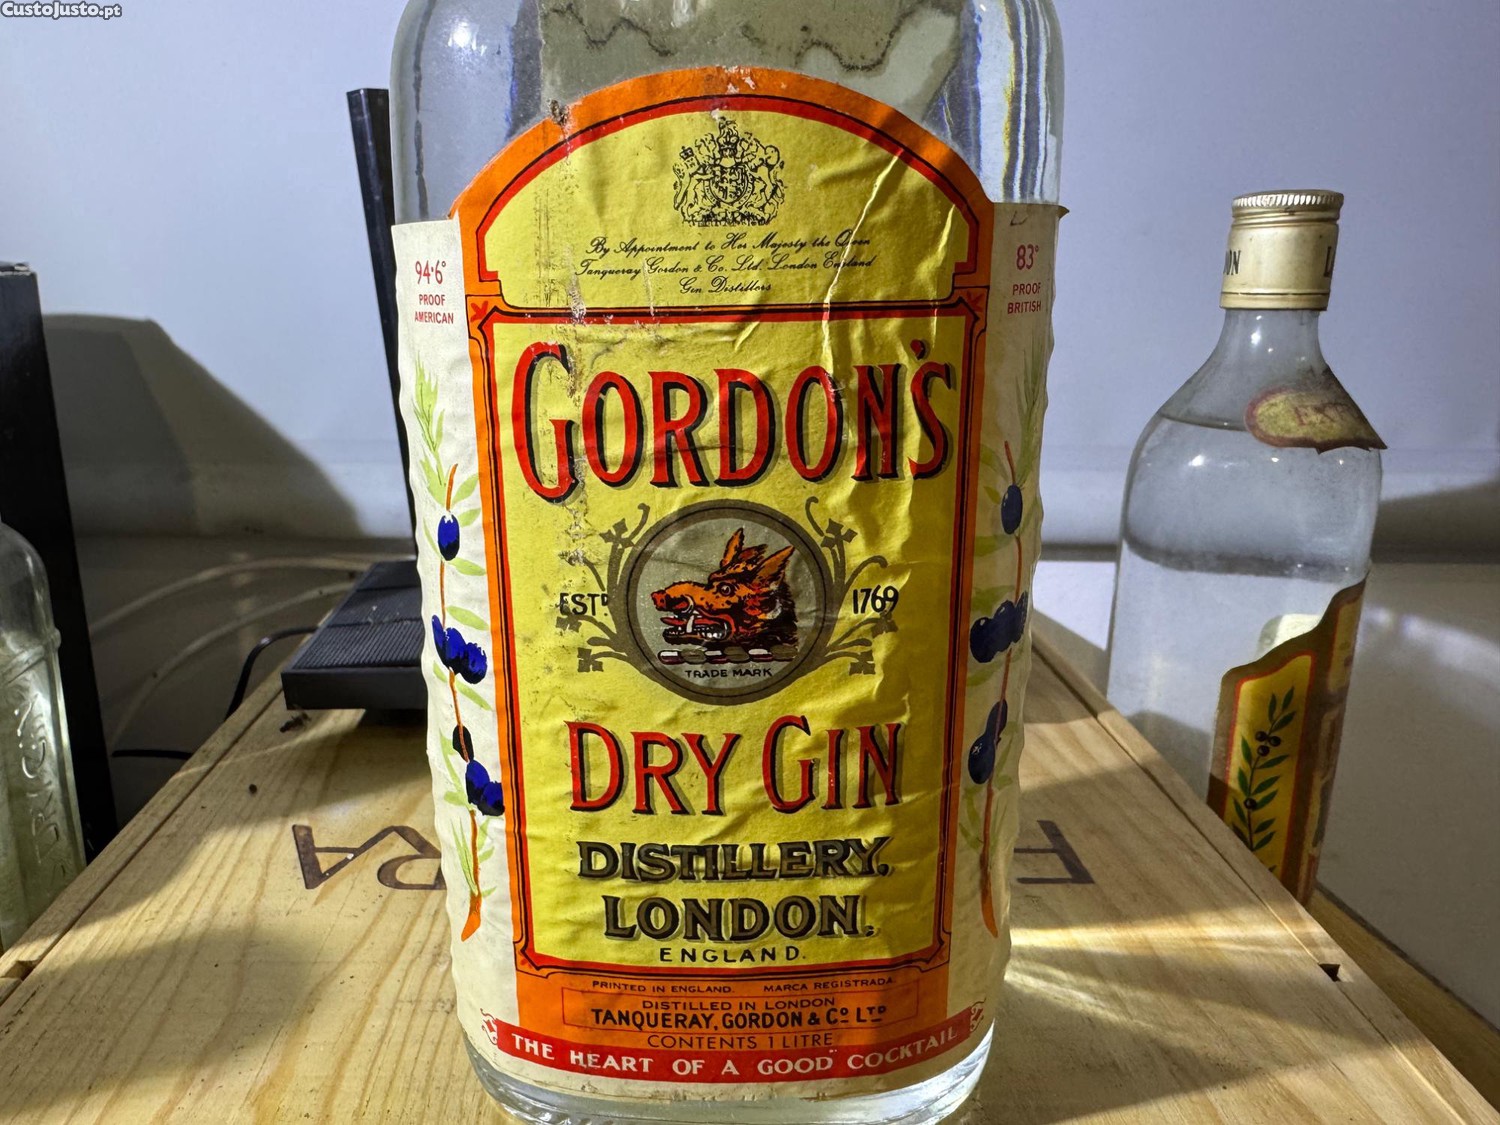 CustoJusto.pt
By Appointment to Her Majesty the Queen
Tanqueray Gordon & Co. Ltd. London England
Gin Distillers
94·6°
PROOF
AMERICAN
83°
PROOF
BRITISH
GORDON'S
ESTD 1769
TRADE MARK
DRY GIN
DISTILLERY,
LONDON,
ENGLAND.
PRINTED IN ENGLAND. MARCA REGISTRADA.
DISTILLED IN LONDON
TANQUERAY, GORDON & Co LTD
CONTENTS 1 LITRE
THE HEART OF A GOOD COCKTAIL